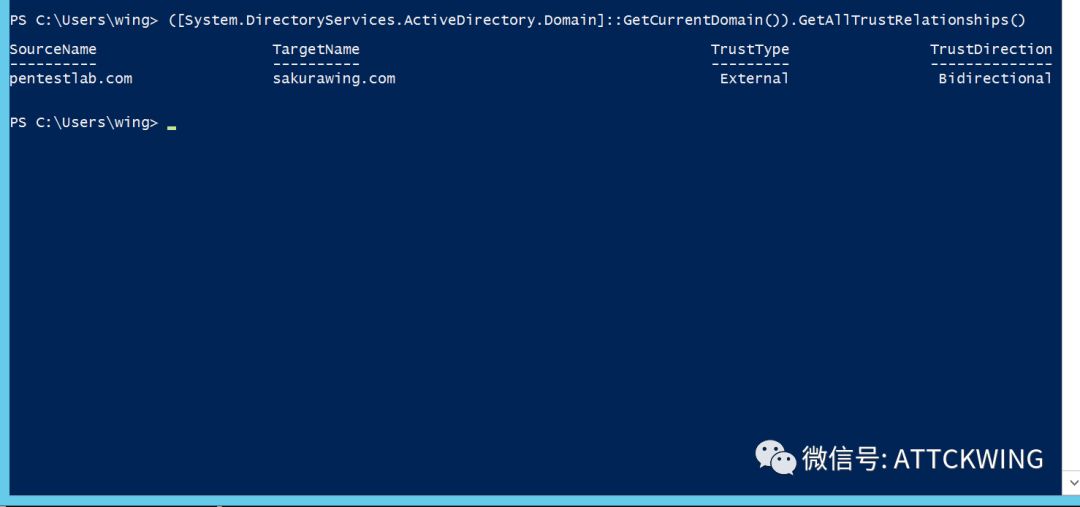 PS C:\Users\wing> ([System.DirectoryServices.ActiveDirectory.Domain]::GetCurrentDomain()).GetAllTrustRelationships()
SourceName TargetName TrustType TrustDirection
---------- ---------- --------- --------------
pentestlab.com sakurawing.com External Bidirectional
PS C:\Users\wing>
微信号: ATTCKWING